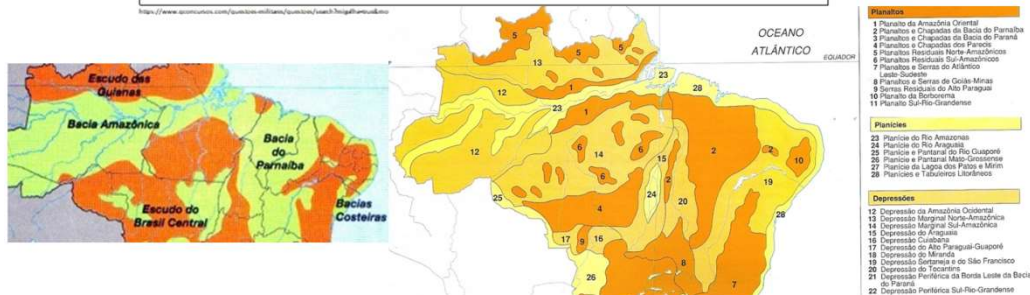 Escudo das
Guianas
Bacia Amazônica
Bacia
do
Parnaíba
Escudo do
Brasil Central
Bacias
Costeiras
OCEANO
ATLÂNTICO
EQUADOR
5
5
5
13
23
12
1
23
28
1
12
6
14
6
15
2
2
10
6
24
2
20
19
25
4
28
17
9
16
26
8
7
Planaltos
1 Planalto da Amazônia Oriental
2 Planaltos e Chapadas da Bacia do Parnaíba
3 Planaltos e Chapadas da Bacia do Paraná
4 Planaltos e Chapadas dos Parecis
5 Planaltos Residuais Norte-Amazônicos
6 Planaltos Residuais Sul-Amazônicos
7 Planaltos e Serras do Atlântico
Leste-Sudeste
8 Planaltos e Serras de Goiás-Minas
9 Serras Residuais do Alto Paraguai
10 Planalto da Borborema
11 Planalto Sul-Rio-Grandense
Planícies
23 Planície do Rio Amazonas
24 Planície do Rio Araguaia
25 Planície e Pantanal do Rio Guaporé
26 Planície e Pantanal Mato-Grossense
27 Planície da Lagoa dos Patos e Mirim
28 Planícies e Tabuleiros Litorâneos
Depressões
12 Depressão da Amazônia Ocidental
13 Depressão Marginal Norte-Amazônica
14 Depressão Marginal Sul-Amazônica
15 Depressão do Araguaia
16 Depressão Cuiabana
17 Depressão do Alto Paraguai-Guaporé
18 Depressão do Miranda
19 Depressão Sertaneja e do São Francisco
20 Depressão do Tocantins
21 Depressão Periférica da Borda Leste da Bacia
do Paraná
22 Depressão Periférica Sul-Rio-Grandense